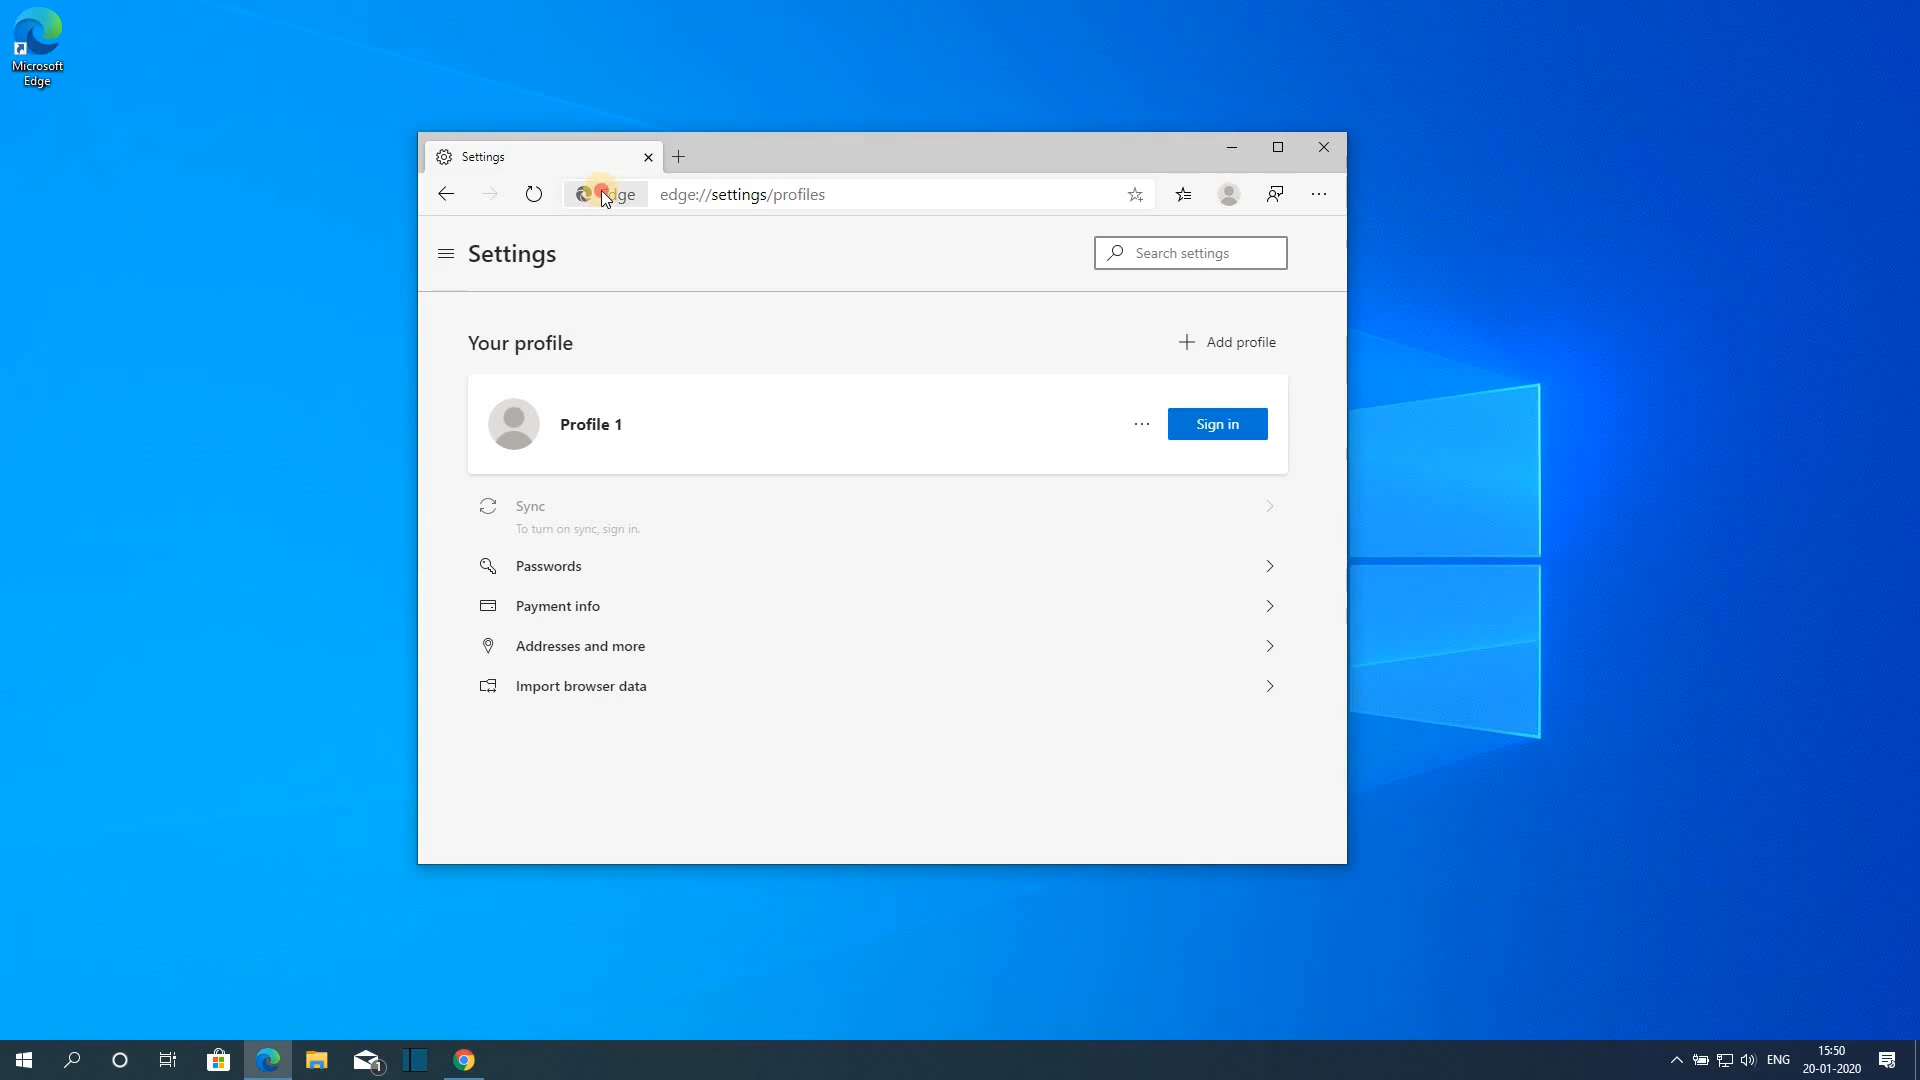 Microsoft
Edge
Settings
edge://settings/profiles
Settings
Search settings
Your profile
Add profile
Profile 1
Sign in
Sync
To turn on sync, sign in.
Passwords
Payment info
Addresses and more
Import browser data
1
ENG
15:50
20-01-2020